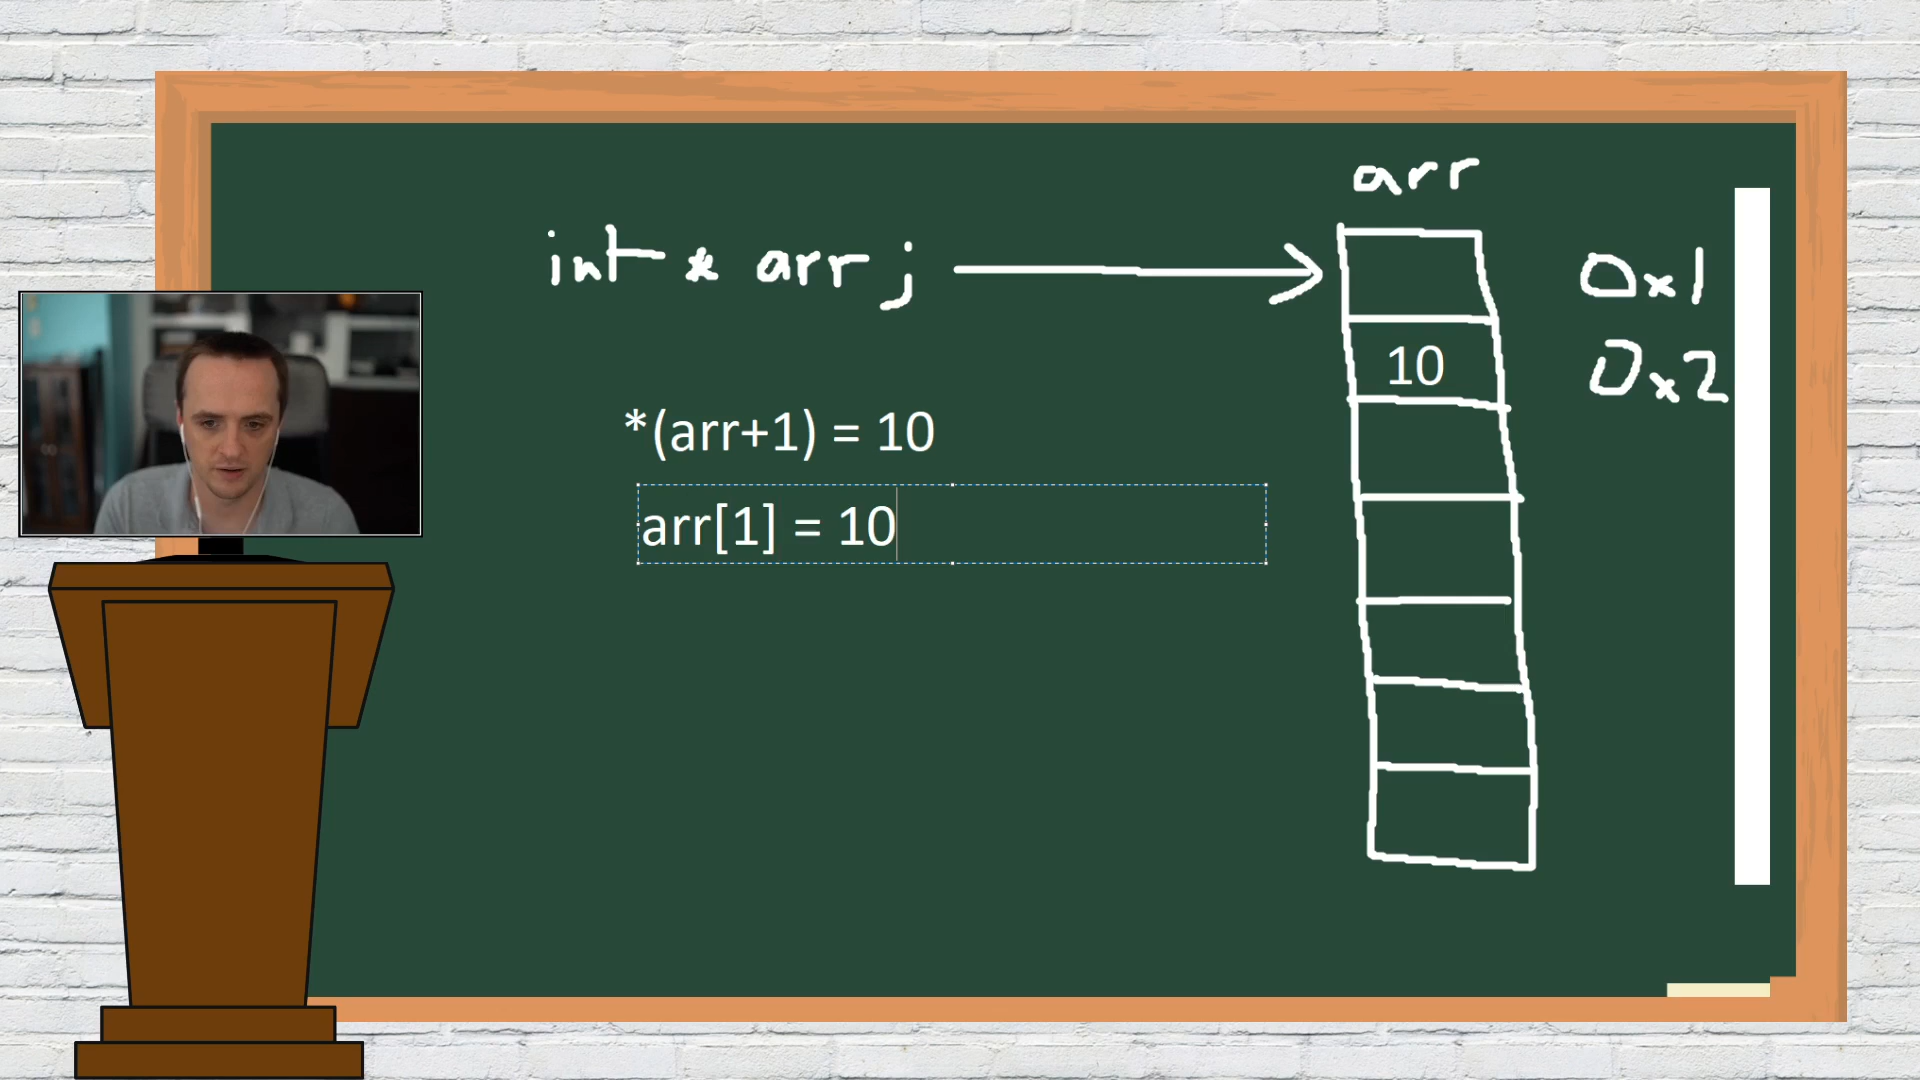 arr
int * arr ;
0x1
10
0x2
*(arr+1) = 10
arr[1] = 10